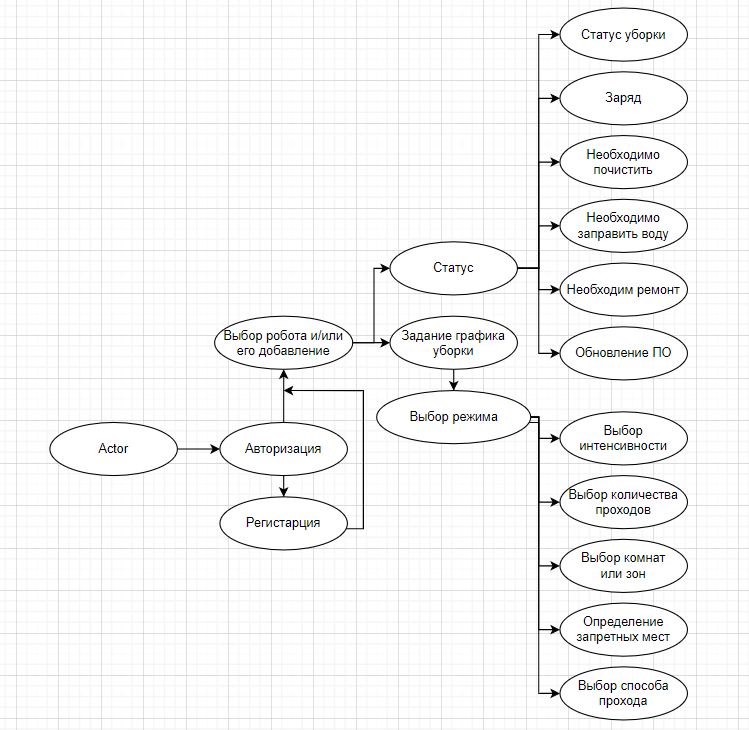 Статус уборки
Заряд
Необходимо
почистить
Необходимо
заправить воду
Статус
Необходим ремонт
Выбор робота и/или
его добавление
Задание графика
уборки
Обновление ПО
Выбор режима
Выбор
интенсивности
Actor
Авторизация
Выбор количества
проходов
Регистарция
Выбор комнат
или зон
Определение
запретных мест
Выбор способа
прохода